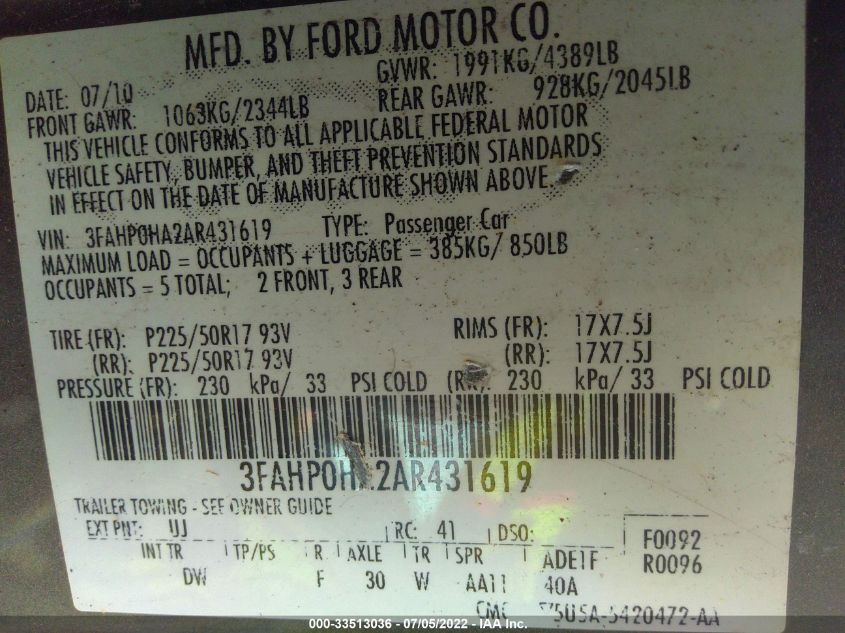 MFD. BY FORD MOTOR CO.
DATE: 07/10 GVWR: 1991KG/4389LB
FRONT GAWR: 1063KG/2344LB REAR GAWR: 928KG/2045LB
THIS VEHICLE CONFORMS TO ALL APPLICABLE FEDERAL MOTOR
VEHICLE SAFETY, BUMPER, AND THEFT PREVENTION STANDARDS
IN EFFECT ON THE DATE OF MANUFACTURE SHOWN ABOVE.
VIN: 3FAHP0HA2AR431619 TYPE: Passenger Car
MAXIMUM LOAD = OCCUPANTS + LUGGAGE = 385KG/ 850LB
OCCUPANTS = 5 TOTAL; 2 FRONT, 3 REAR
TIRE (FR): P225/50R17 93V RIMS (FR): 17X7.5J
(RR): P225/50R17 93V (RR): 17X7.5J
PRESSURE (FR): 230 kPa/ 33 PSI COLD 230 kPa/ 33 PSI COLD
3FAHP0HA2AR431619
TRAILER TOWING - SEE OWNER GUIDE
EXT PNT: UJ RC: 41 DSO: F0092
INT TR TP/PS R AXLE TR SPR ADE1F R0096
DW F 30 W AA11 40A
5420472-AA
000-33513036 - 07/05/2022 - IAA Inc.